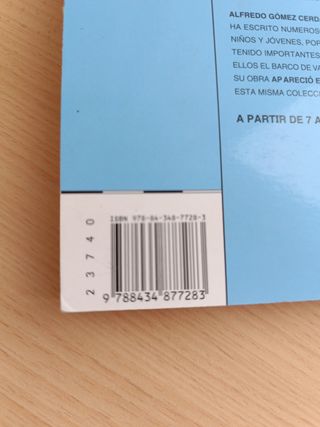 ALFREDO GÓMEZ CERD
HA ESCRITO NUMEROS
NIÑOS Y JÓVENES, POR
TENIDO IMPORTANTES
ELLOS EL BARCO DE VA
SU OBRA APARECIÓ E
ESTA MISMA COLECCI
A PARTIR DE 7 A
ISBN 978-84-348-7728-3
23740
9 788434 877283